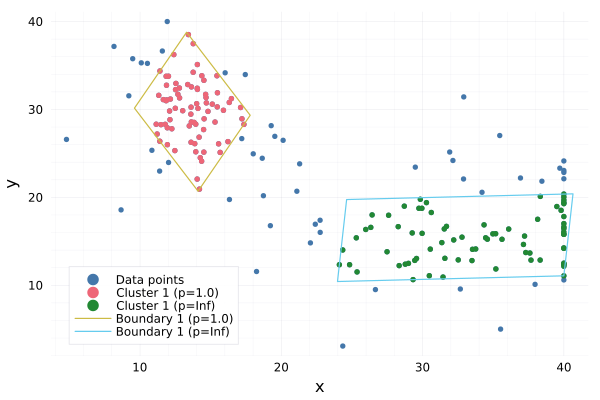 40
30
20
10
y
Data points
Cluster 1 (p=1.0)
Cluster 1 (p=Inf)
Boundary 1 (p=1.0)
Boundary 1 (p=Inf)
10 20 30 40
x